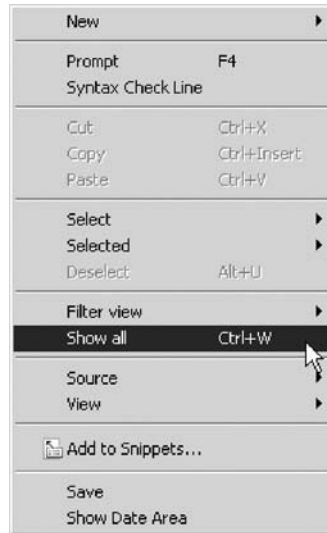 New
Prompt F4
Syntax Check Line
Cut Ctrl+X
Copy Ctrl+Insert
Paste Ctrl+V
Select
Selected
Deselect Alt+U
Filter view
Show all Ctrl+W
Source
View
Add to Snippets...
Save
Show Date Area